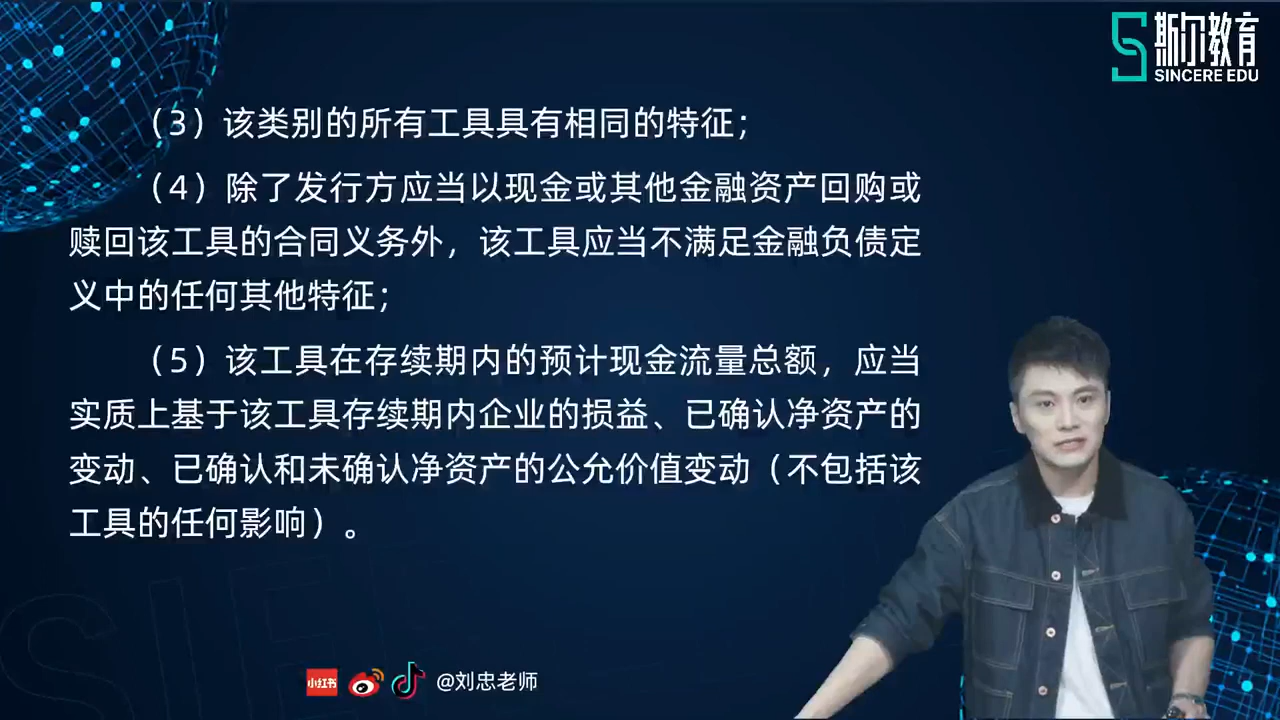 斯尔教育
SINCERE EDU
（3）该类别的所有工具具有相同的特征；
（4）除了发行方应当以现金或其他金融资产回购或
赎回该工具的合同义务外，该工具应当不满足金融负债定
义中的任何其他特征；
（5）该工具在存续期内的预计现金流量总额，应当
实质上基于该工具存续期内企业的损益、已确认净资产的
变动、已确认和未确认净资产的公允价值变动（不包括该
工具的任何影响）。
小红书 @刘忠老师